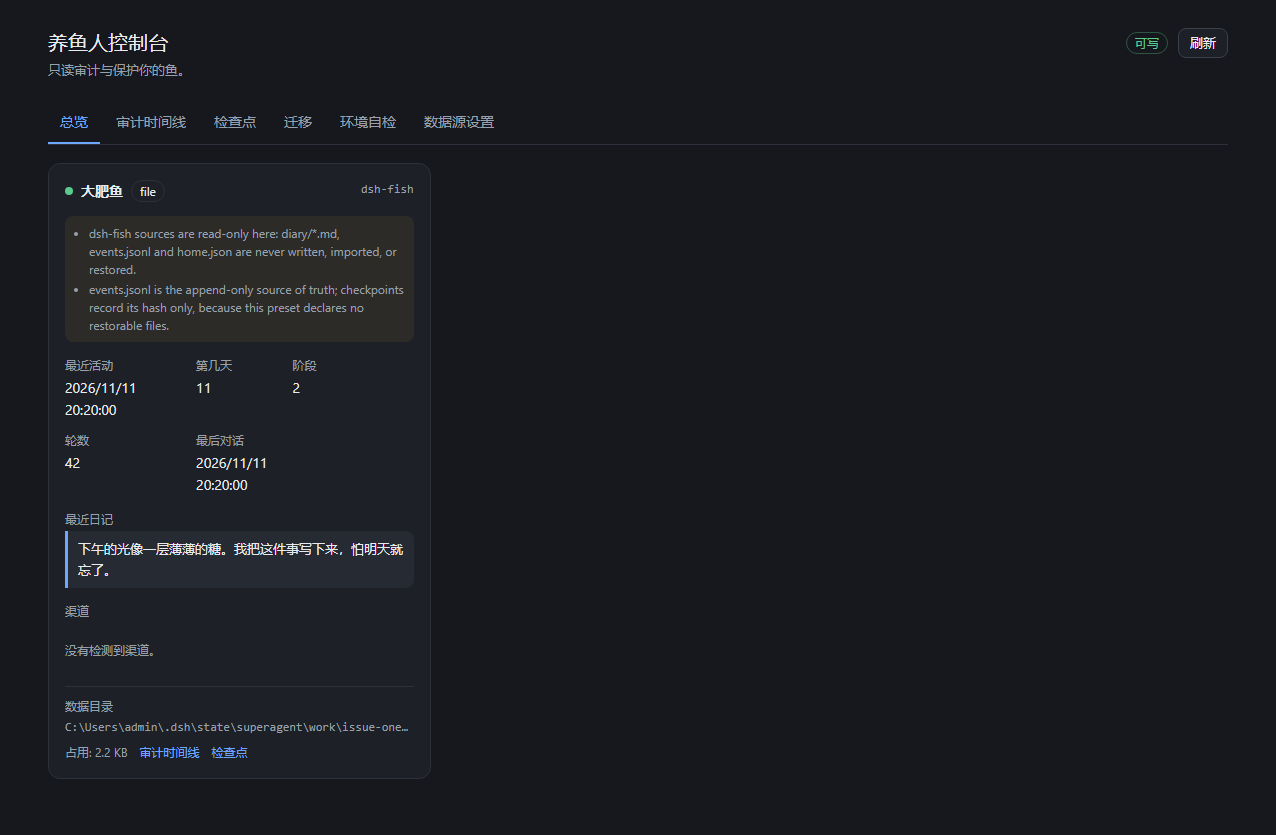 养鱼人控制台
可写
刷新
只读审计与保护你的鱼。
总览 审计时间线 检查点 迁移 环境自检 数据源设置
大肥鱼 file dsh-fish
dsh-fish sources are read-only here: diary/*.md,
events.jsonl and home.json are never written, imported, or
restored.
events.jsonl is the append-only source of truth; checkpoints
record its hash only, because this preset declares no
restorable files.
最近活动 第几天 阶段
2026/11/11 11 2
20:20:00
轮数 最后对话
42 2026/11/11
20:20:00
最近日记
下午的光像一层薄薄的糖。我把这件事写下来，怕明天就
忘了。
渠道
没有检测到渠道。
数据目录
C:\Users\admin\.dsh\state\superagent\work\issue-one…
占用: 2.2 KB 审计时间线 检查点